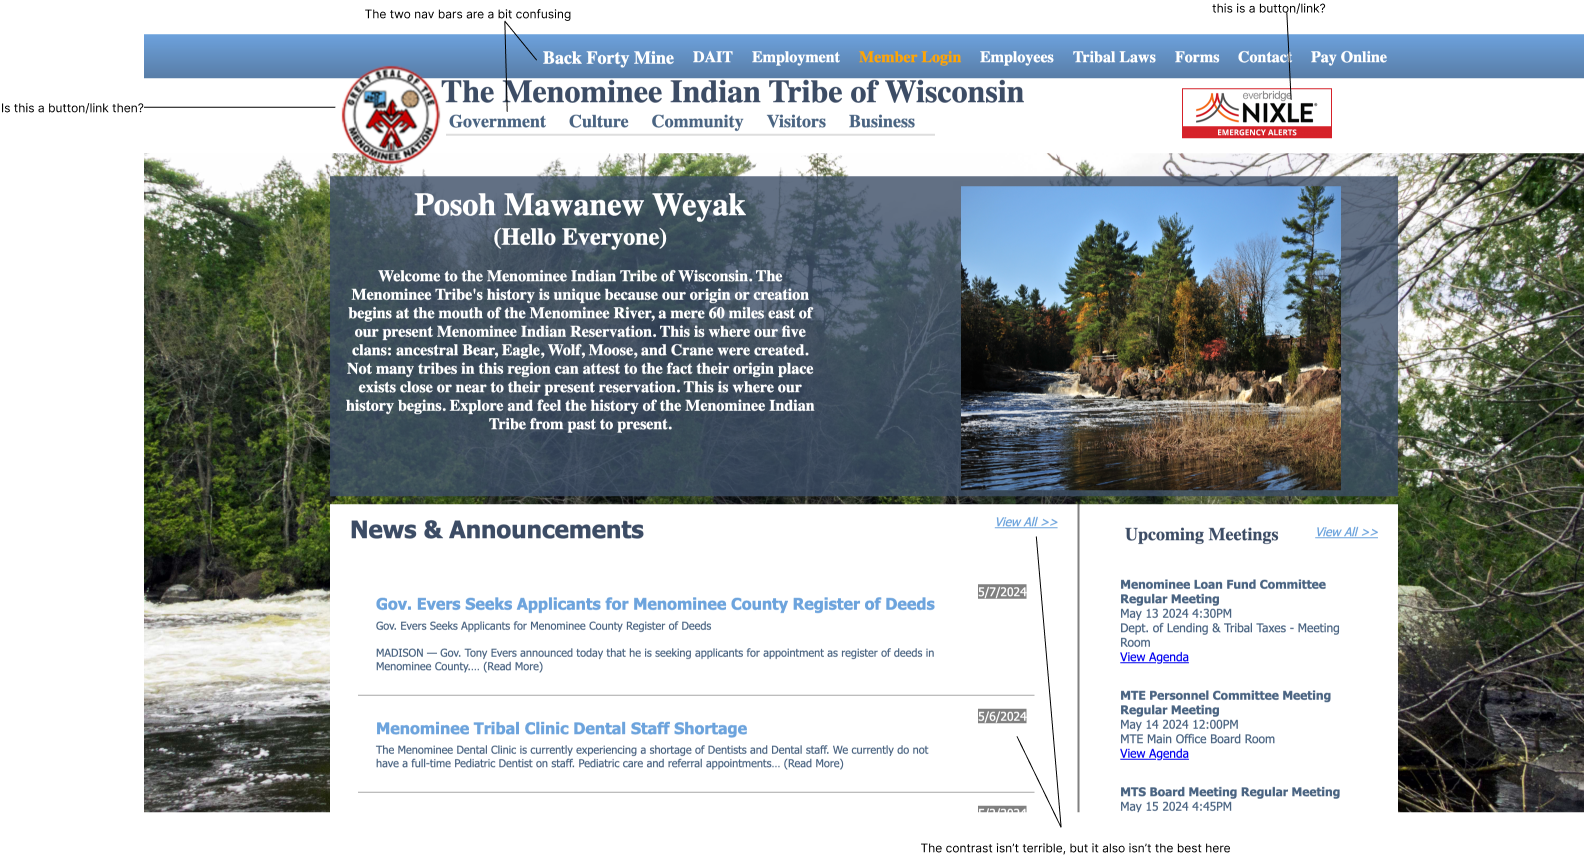 The two nav bars are a bit confusing
this is a button/link?
Back Forty Mine DAIT Employment Member Login Employees Tribal Laws Forms Contact Pay Online
GREAT SEAL OF THE MENOMINEE NATION
The Menominee Indian Tribe of Wisconsin
Is this a button/link then?
everbridge
NIXLE®
EMERGENCY ALERTS
Government Culture Community Visitors Business
Posoh Mawanew Weyak
(Hello Everyone)
Welcome to the Menominee Indian Tribe of Wisconsin. The
Menominee Tribe's history is unique because our origin or creation
begins at the mouth of the Menominee River, a mere 60 miles east of
our present Menominee Indian Reservation. This is where our five
clans: ancestral Bear, Eagle, Wolf, Moose, and Crane were created.
Not many tribes in this region can attest to the fact their origin place
exists close or near to their present reservation. This is where our
history begins. Explore and feel the history of the Menominee Indian
Tribe from past to present.
News & Announcements
View All >>
5/7/2024
Gov. Evers Seeks Applicants for Menominee County Register of Deeds
Gov. Evers Seeks Applicants for Menominee County Register of Deeds
MADISON — Gov. Tony Evers announced today that he is seeking applicants for appointment as register of deeds in
Menominee County.... (Read More)
5/6/2024
Menominee Tribal Clinic Dental Staff Shortage
The Menominee Dental Clinic is currently experiencing a shortage of Dentists and Dental staff. We currently do not
have a full-time Pediatric Dentist on staff. Pediatric care and referral appointments... (Read More)
Upcoming Meetings
View All >>
Menominee Loan Fund Committee
Regular Meeting
May 13 2024 4:30PM
Dept. of Lending & Tribal Taxes - Meeting
Room
View Agenda
MTE Personnel Committee Meeting
Regular Meeting
May 14 2024 12:00PM
MTE Main Office Board Room
View Agenda
MTS Board Meeting Regular Meeting
May 15 2024 4:45PM
The contrast isn't terrible, but it also isn't the best here